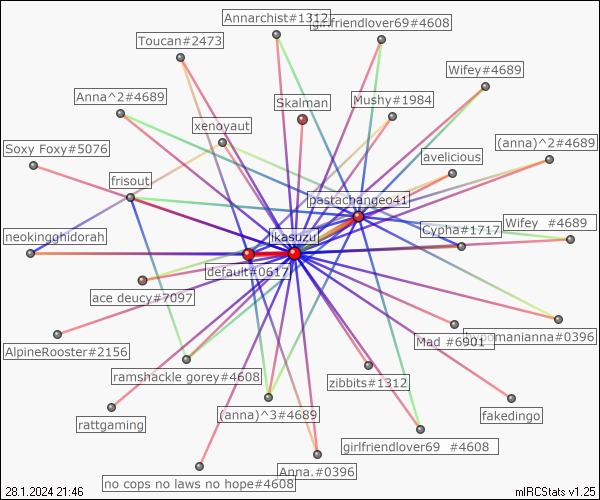 Annarchist#1312
girlfriendlover69#4608
Toucan#2473
Wifey#4689
Anna^2#4689
Skalman
Mushy#1984
xenoyaut
(anna)^2#4689
Soxy Foxy#5076
avelicious
frisout
pastachangeo41
Cypha#1717
Wifey  #4689
neokingghidorah
ikasuzu
default#0617
ace deucy#7097
Mad #6901
hypomanianna#0396
AlpineRooster#2156
ramshackle gorey#4608
zibbits#1312
(anna)^3#4689
fakedingo
rattgaming
girlfriendlover69  #4608
Anna.#0396
no cops no laws no hope#4608
28.1.2024 21:46
mIRCStats v1.25